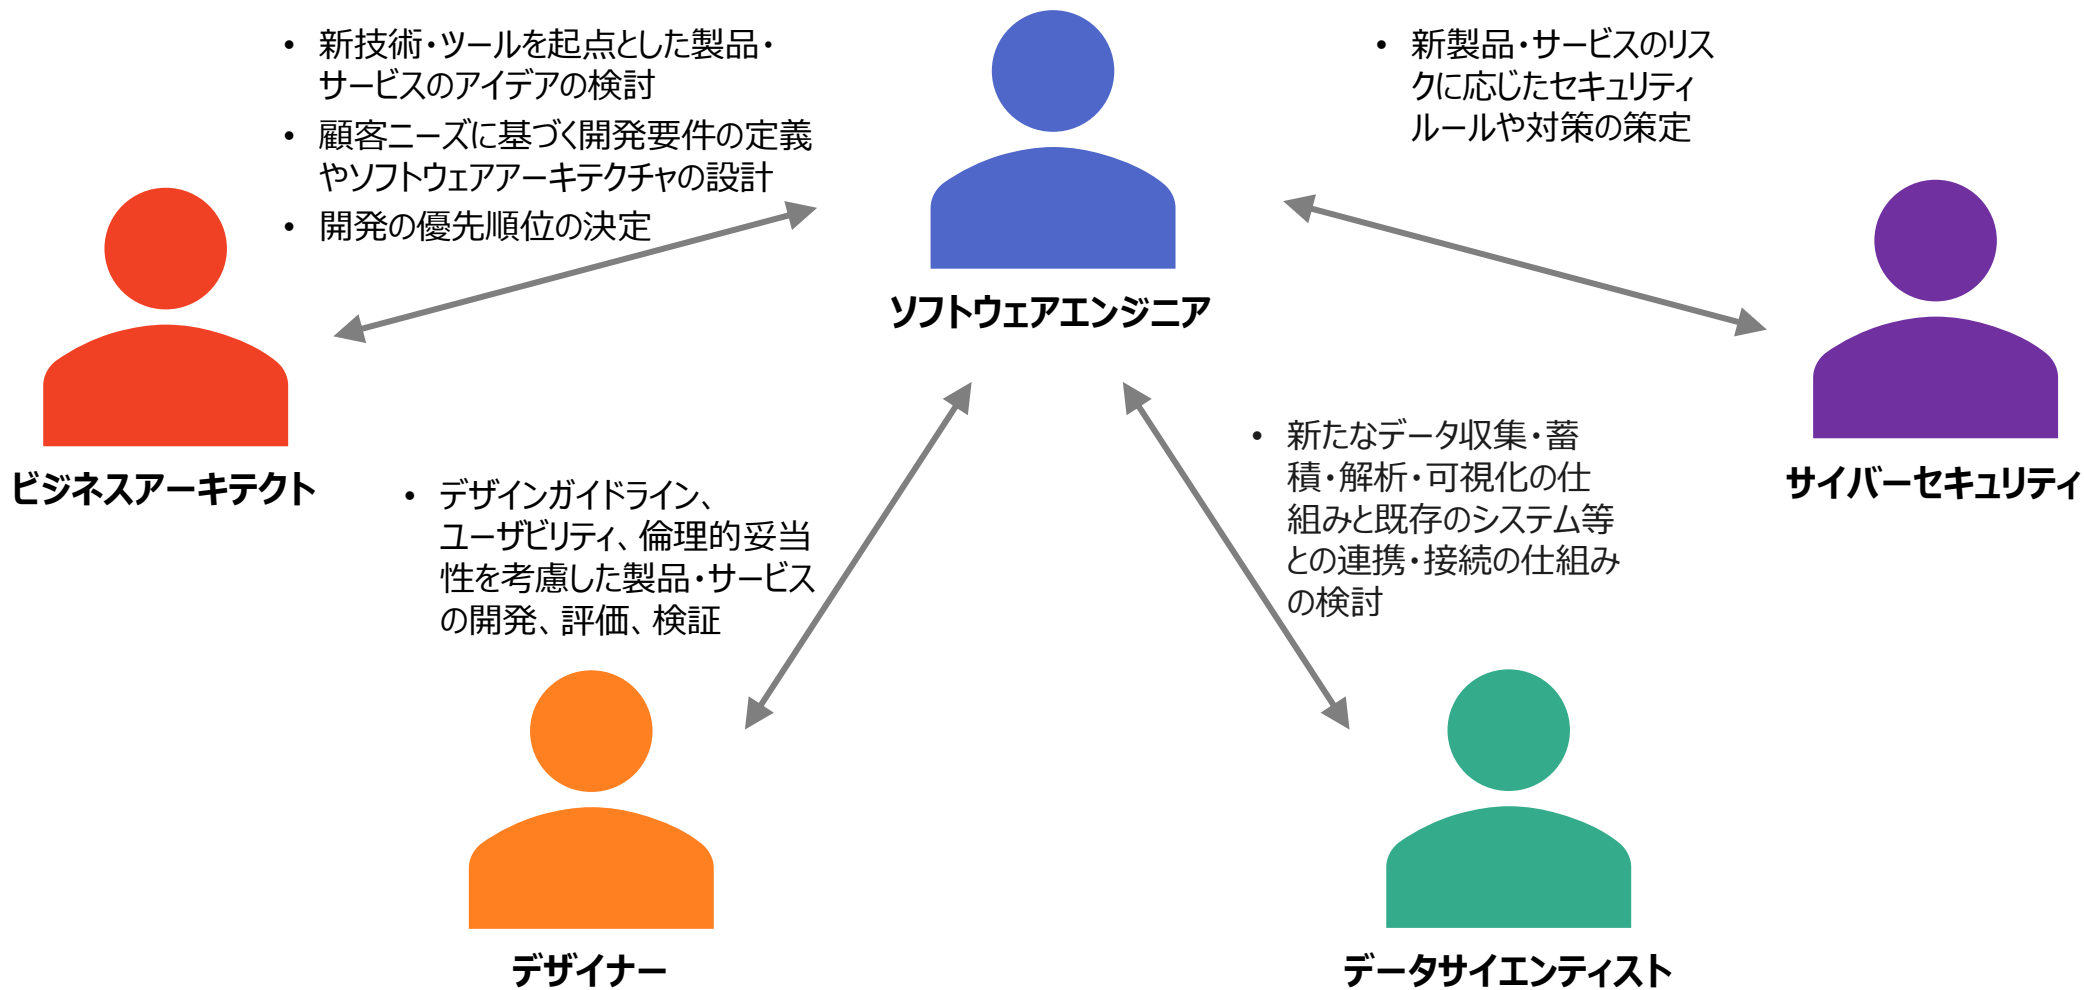 • 新技術・ツールを起点とした製品・
サービスのアイデアの検討
• 顧客ニーズに基づく開発要件の定義
やソフトウェアアーキテクチャの設計
• 開発の優先順位の決定
• 新製品・サービスのリス
クに応じたセキュリティ
ルールや対策の策定
ソフトウェアエンジニア
ビジネスアーキテクト
サイバーセキュリティ
• デザインガイドライン、
ユーザビリティ、倫理的妥当
性を考慮した製品・サービス
の開発、評価、検証
• 新たなデータ収集・蓄
積・解析・可視化の仕
組みと既存のシステム等
との連携・接続の仕組み
の検討
デザイナー
データサイエンティスト